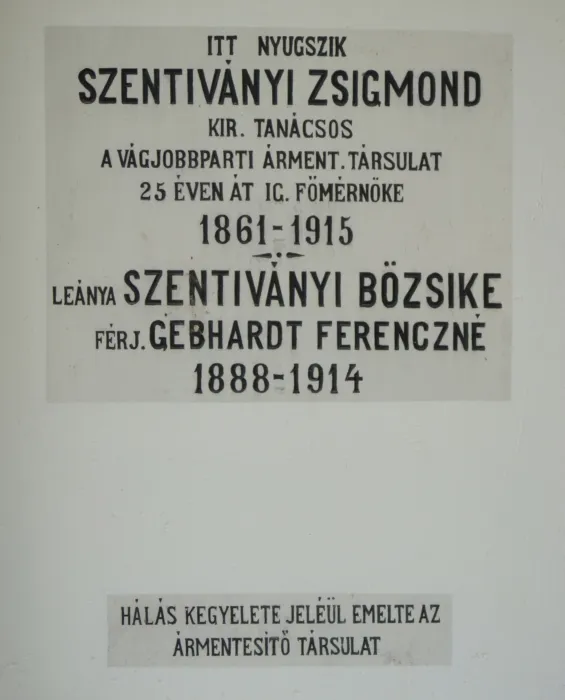 ITT NYUGSZIK
SZENTIVÁNYI ZSIGMOND
KIR. TANÁCSOS
A VÁGJOBBPARTI ÁRMENT. TÁRSULAT
25 ÉVEN ÁT IG. FÖMÉRNÖKE
1861-1915
LEÁNYA SZENTIVÁNYI BÖZSIKE
FÉRJ. GEBHARDT FERENCZNÉ
1888-1914
HÁLÁS KEGYELETE JELÉÜL EMELTE AZ
ÁRMENTESÍTŐ TÁRSULAT